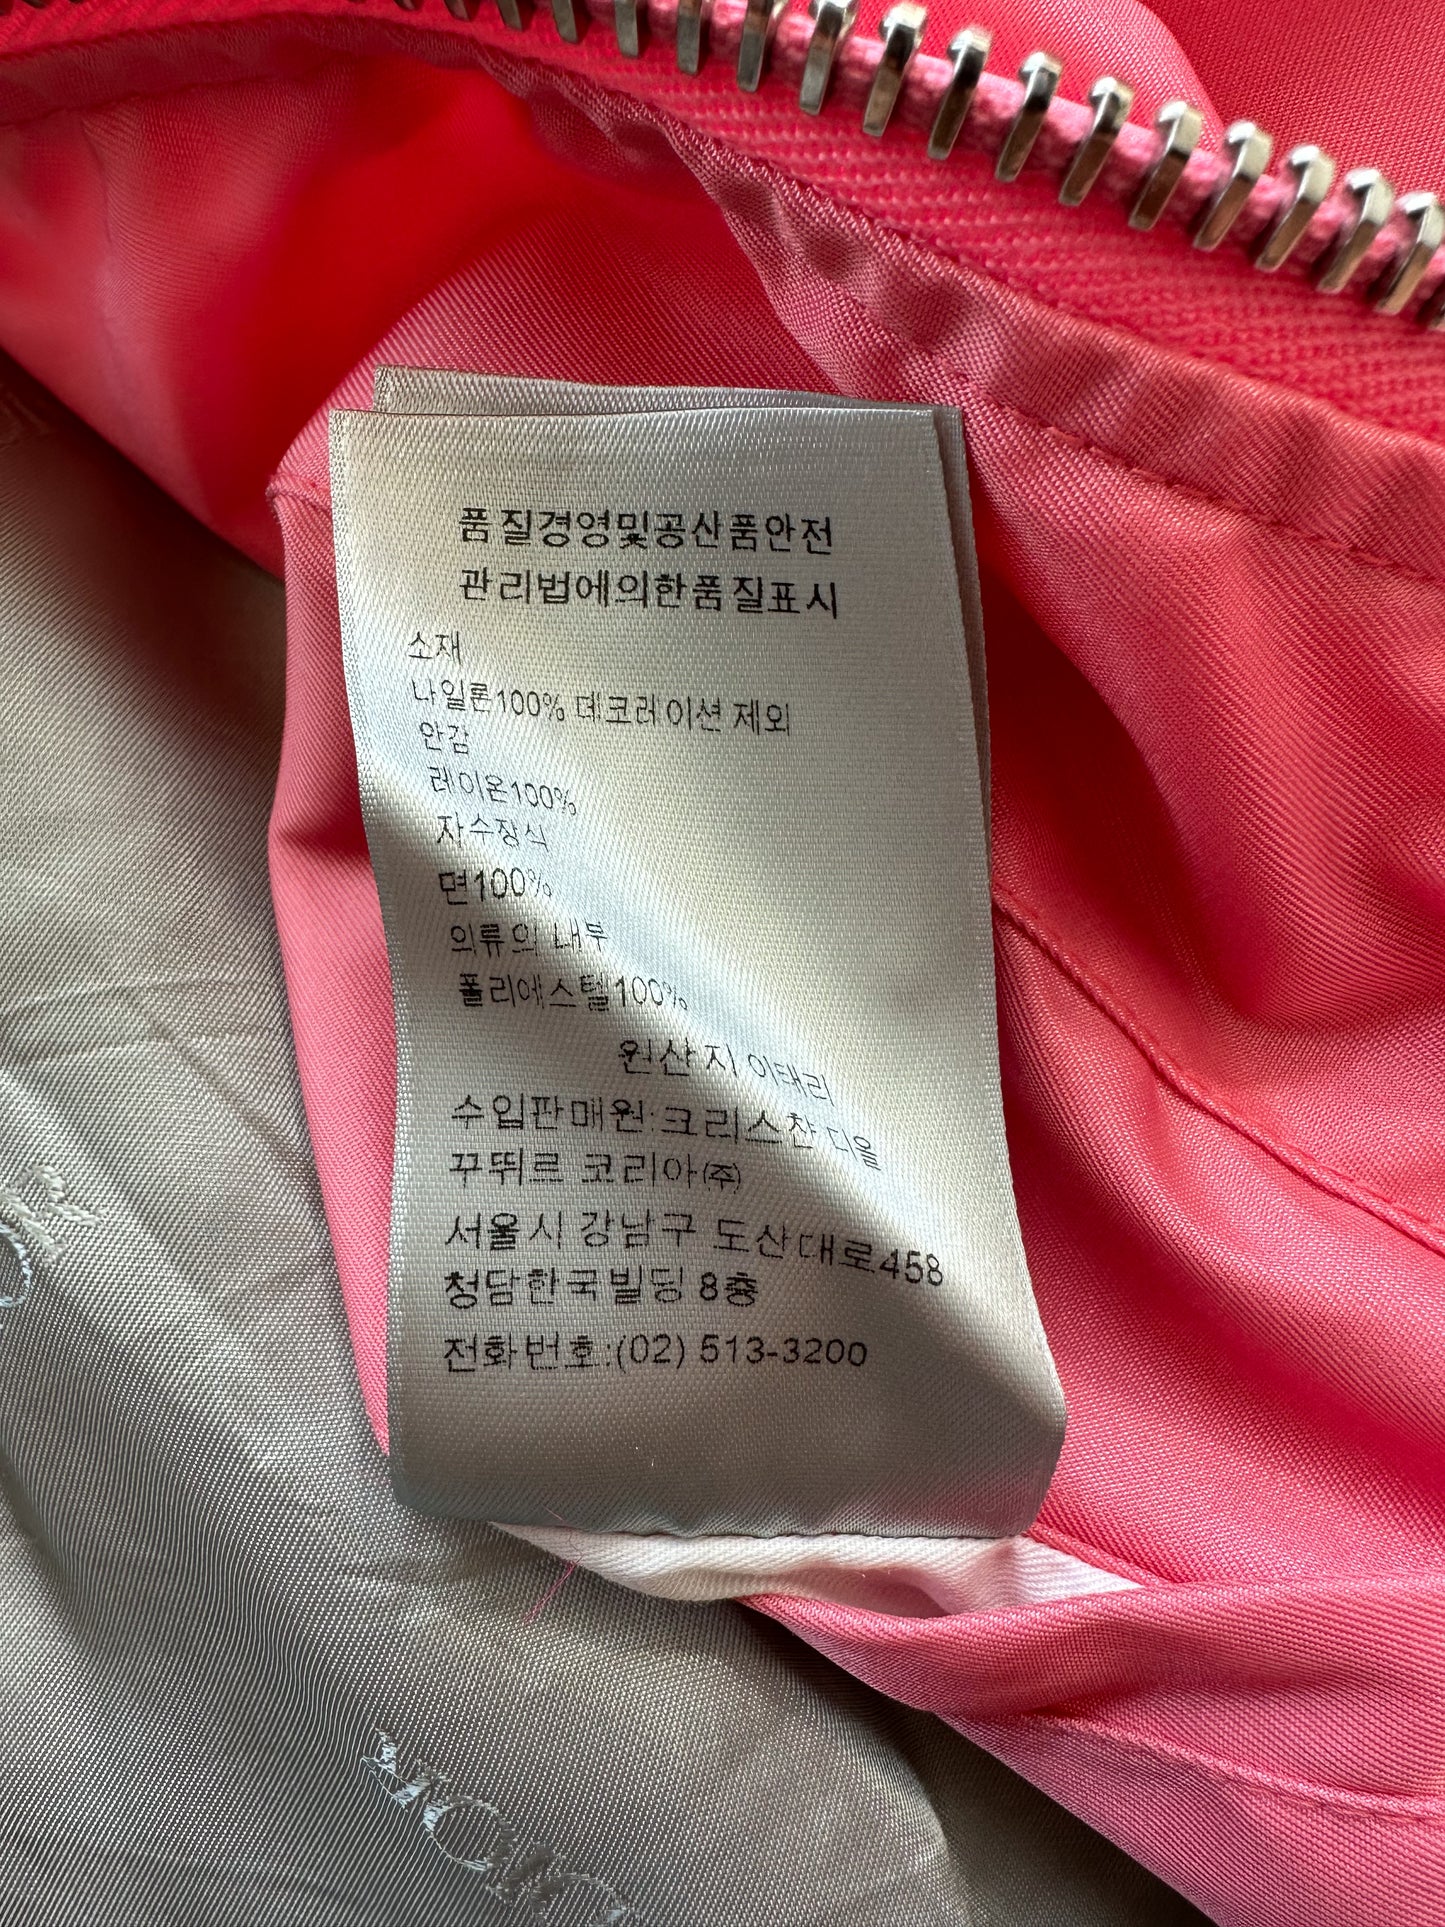 품질경영및공산품안전
관리법에의한품질표시
소재
나일론100% 데코레이션 제외
안감
레이온100%
자수장식
면100%
의류의 내부
폴리에스텔100%
원산지 이태리
수입판매원:크리스챤 디올
꾸뛰르 코리아(주)
서울시 강남구 도산대로458
청담한국빌딩 8층
전화번호:(02) 513-3200